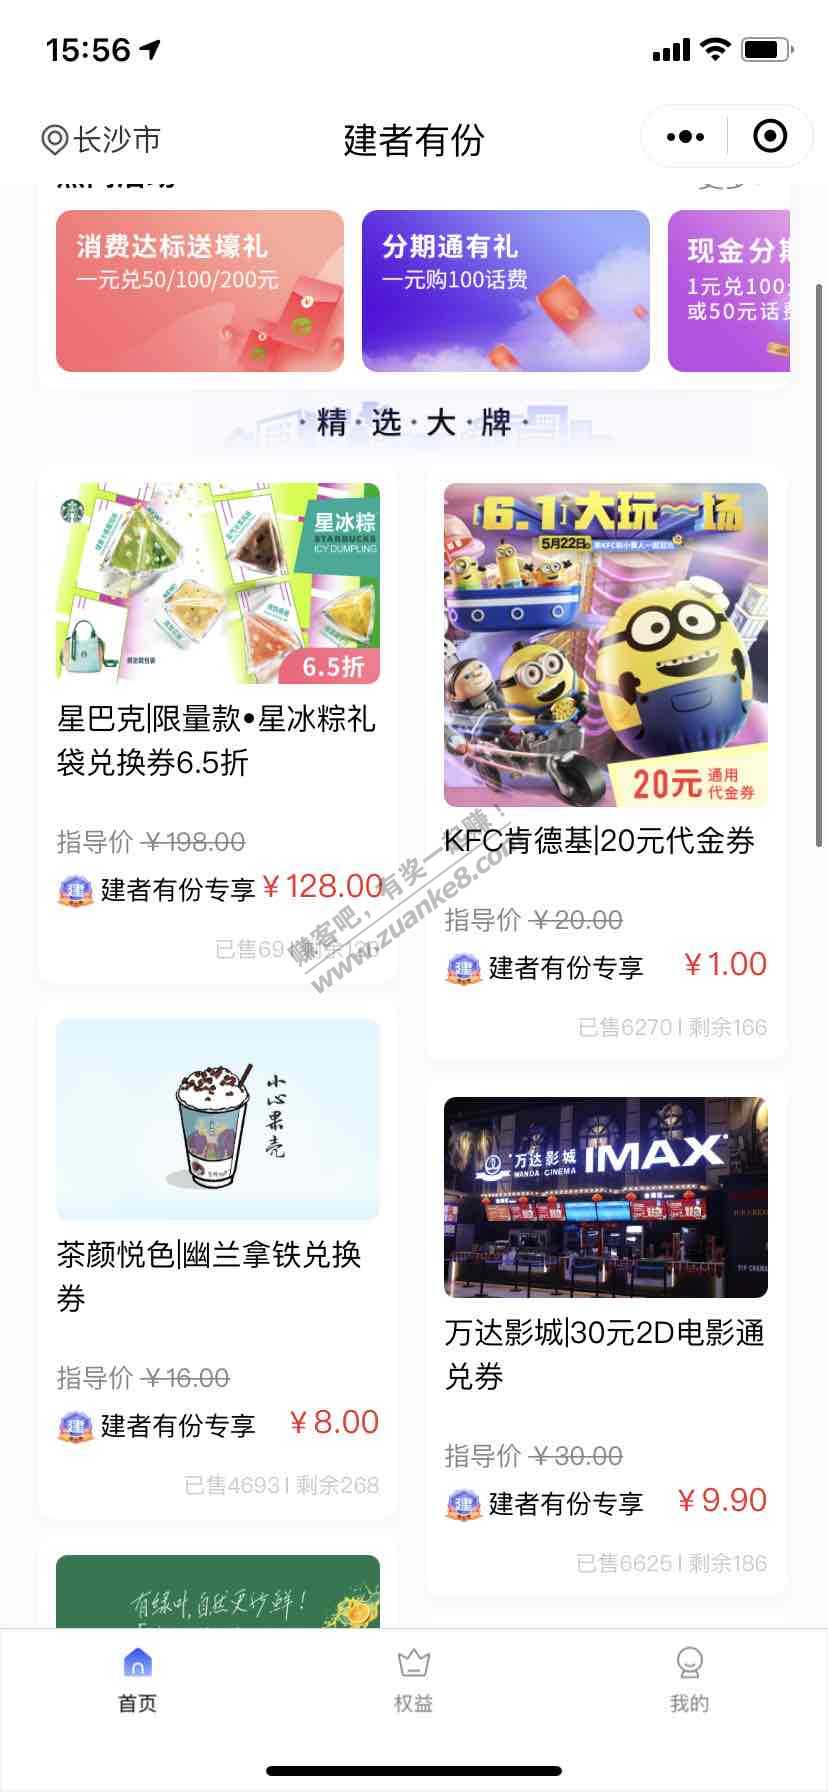 15:56
长沙市
建者有份
消费达标送壕礼
一元兑50/100/200元
分期通有礼
一元购100话费
现金分期
1元兑100
或50元话费
·精·选·大·牌·
星冰粽
STARBUCKS
ICY DUMPLING
6.5折
星巴克|限量款•星冰粽礼
袋兑换券6.5折
指导价 ¥198.00
建者有份专享 ¥128.00
已售69
6.1大玩一场
5月22日
20元 通用
代金券
KFC肯德基|20元代金券
指导价 ¥20.00
建者有份专享 ¥1.00
已售6270 | 剩余166
赚客吧，有奖一起赚！
www.zuanke8.com
小心果壳
茶颜悦色|幽兰拿铁兑换
券
指导价 ¥16.00
建者有份专享 ¥8.00
已售4693 | 剩余268
万达影城 IMAX
WANDA CINEMA
万达影城|30元2D电影通
兑券
指导价 ¥30.00
建者有份专享 ¥9.90
已售6625 | 剩余186
有绿叶,自然更妙鲜!
首页
权益
我的